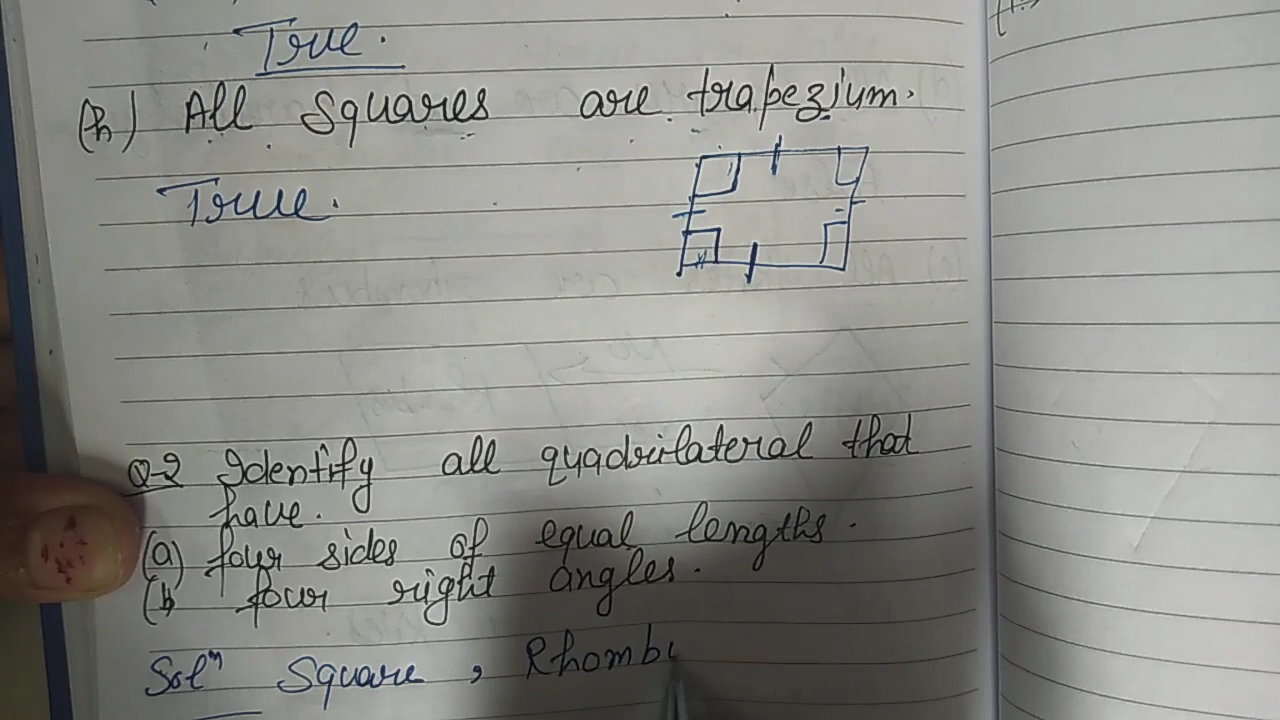 True.
(h) All Squares are trapezium.
True.
Q-2 Identify all quadrilateral that
have.
(a) four sides of equal lengths.
(b four right angles.
Solⁿ Square, Rhomb